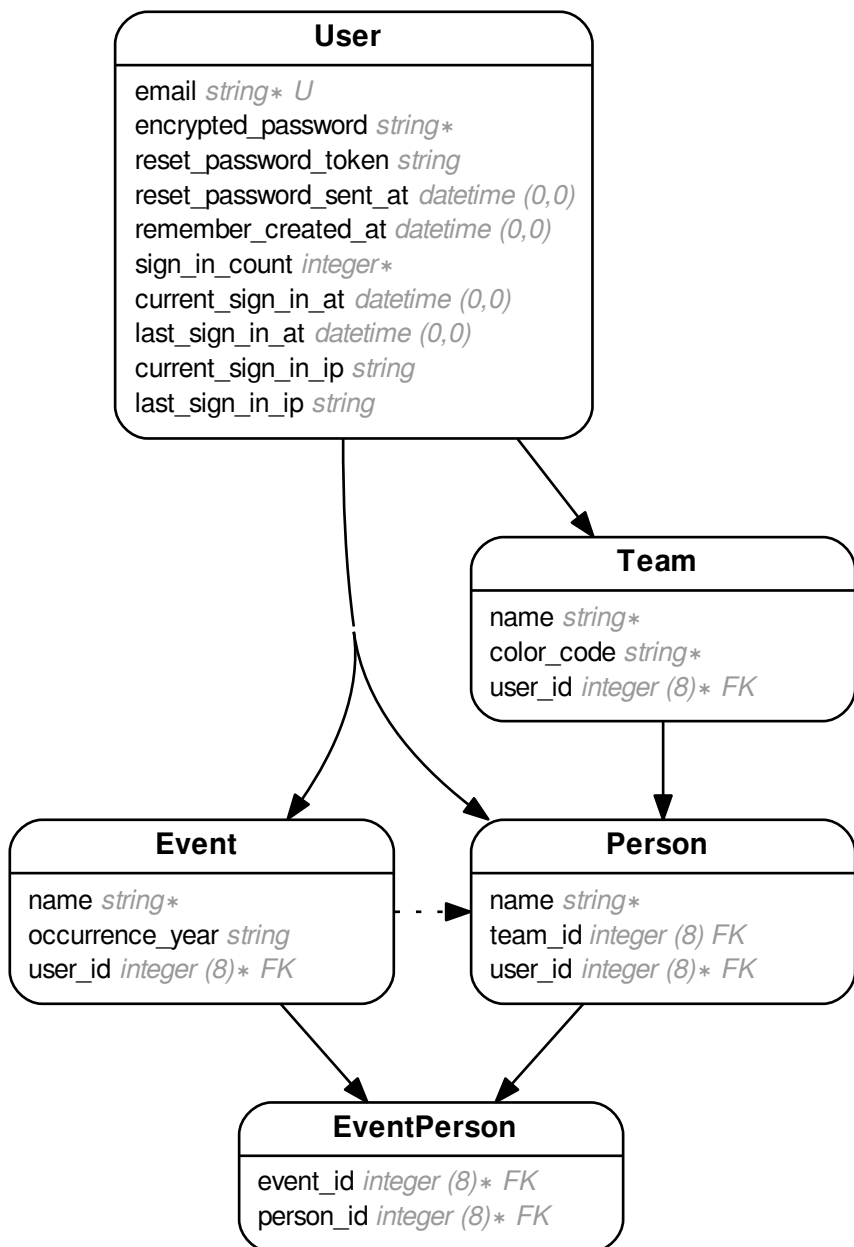 User
email string* U
encrypted_password string*
reset_password_token string
reset_password_sent_at datetime (0,0)
remember_created_at datetime (0,0)
sign_in_count integer*
current_sign_in_at datetime (0,0)
last_sign_in_at datetime (0,0)
current_sign_in_ip string
last_sign_in_ip string
Team
name string*
color_code string*
user_id integer (8)* FK
Event
name string*
occurrence_year string
user_id integer (8)* FK
Person
name string*
team_id integer (8) FK
user_id integer (8)* FK
EventPerson
event_id integer (8)* FK
person_id integer (8)* FK